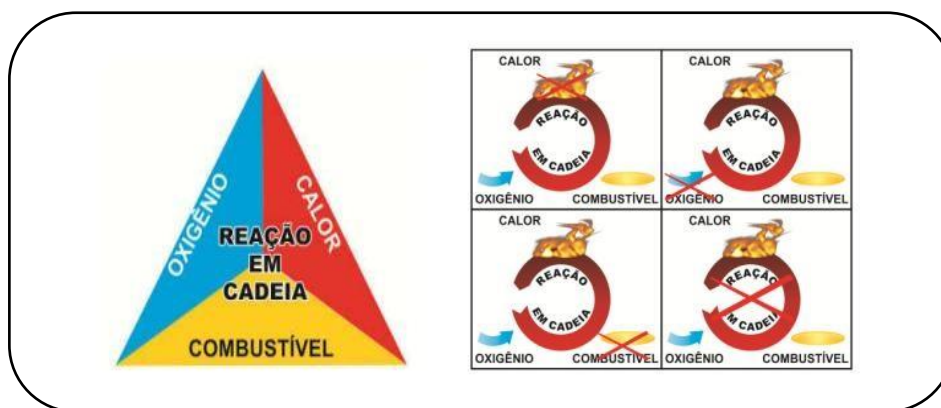 OXIGÊNIO
CALOR
REAÇÃO
EM
CADEIA
COMBUSTÍVEL
CALOR
REAÇÃO
EM CADEIA
OXIGÊNIO
COMBUSTÍVEL
CALOR
REAÇÃO
EM CADEIA
OXIGÊNIO
COMBUSTÍVEL
CALOR
REAÇÃO
EM CADEIA
OXIGÊNIO
COMBUSTÍVEL
CALOR
REAÇÃO
EM CADEIA
OXIGÊNIO
COMBUSTÍVEL